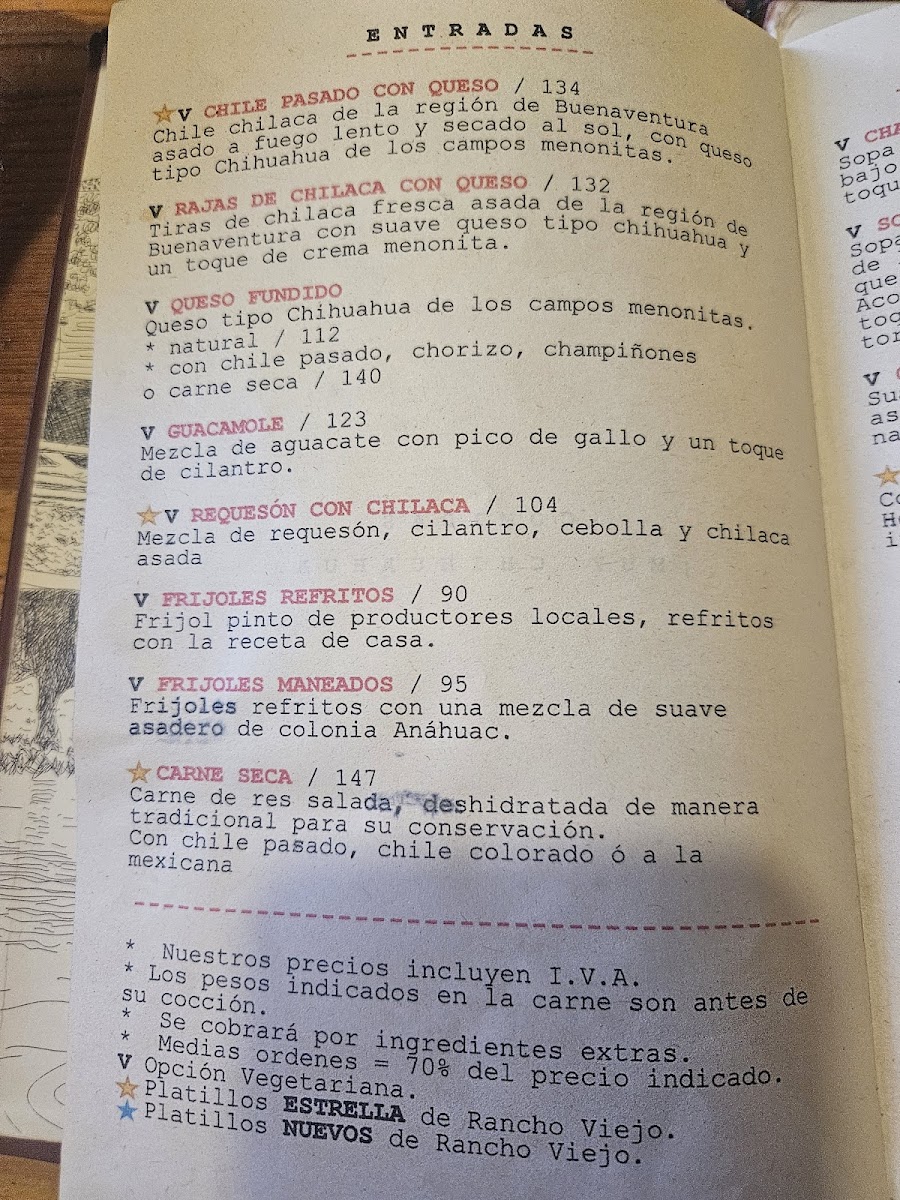 ENTRADAS
V CHILE PASADO CON QUESO / 134
Chile chilaca de la región de Buenaventura
asado a fuego lento y secado al sol, con queso
tipo Chihuahua de los campos menonitas.
V RAJAS DE CHILACA CON QUESO / 132
Tiras de chilaca fresca asada de la región de
Buenaventura con suave queso tipo chihuahua y
un toque de crema menonita.
V QUESO FUNDIDO
Queso tipo Chihuahua de los campos menonitas.
* natural / 112
* con chile pasado, chorizo, champiñones
o carne seca / 140
V GUACAMOLE / 123
Mezcla de aguacate con pico de gallo y un toque
de cilantro.
V REQUESÓN CON CHILACA / 104
Mezcla de requesón, cilantro, cebolla y chilaca
asada
V FRIJOLES REFRITOS / 90
Frijol pinto de productores locales, refritos
con la receta de casa.
V FRIJOLES MANEADOS / 95
Frijoles refritos con una mezcla de suave
asadero de colonia Anáhuac.
CARNE SECA / 147
Carne de res salada, deshidratada de manera
tradicional para su conservación.
Con chile pasado, chile colorado ó a la
mexicana
* Nuestros precios incluyen I.V.A.
* Los pesos indicados en la carne son antes de
su cocción.
* Se cobrará por ingredientes extras.
* Medias ordenes = 70% del precio indicado.
V Opción Vegetariana.
Platillos ESTRELLA de Rancho Viejo.
Platillos NUEVOS de Rancho Viejo.
V
Sopa
bajo
V
Sopa
de
que
V